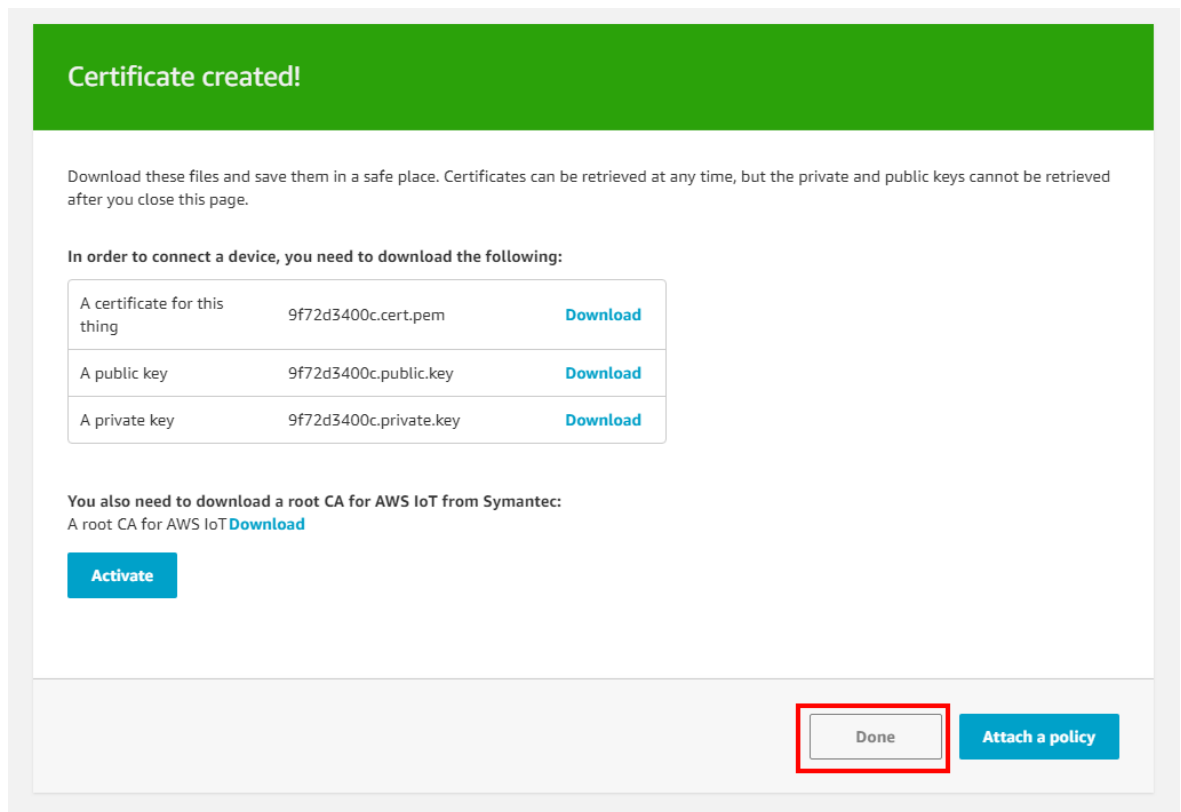 Certificate created!
Download these files and save them in a safe place. Certificates can be retrieved at any time, but the private and public keys cannot be retrieved
after you close this page.
In order to connect a device, you need to download the following:
A certificate for this
thing
9f72d3400c.cert.pem
Download
A public key
9f72d3400c.public.key
Download
A private key
9f72d3400c.private.key
Download
You also need to download a root CA for AWS IoT from Symantec:
A root CA for AWS IoT Download
Activate
Done
Attach a policy